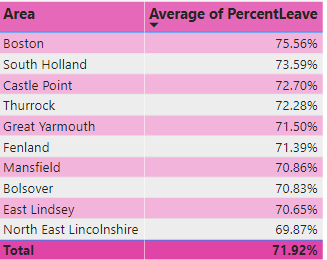 Area Average of PercentLeave
Boston 75.56%
South Holland 73.59%
Castle Point 72.70%
Thurrock 72.28%
Great Yarmouth 71.50%
Fenland 71.39%
Mansfield 70.86%
Bolsover 70.83%
East Lindsey 70.65%
North East Lincolnshire 69.87%
Total 71.92%